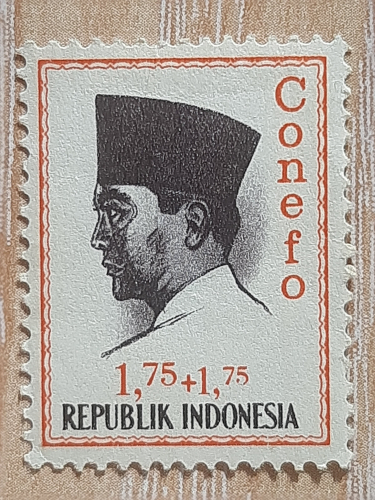 Conefo
1,75+1,75
REPUBLIK INDONESIA